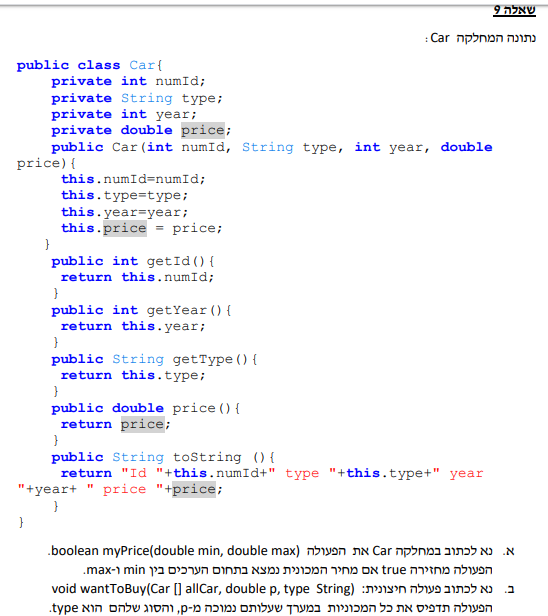 שאלה 9
נתונה המחלקה Car :
public class Car{
private int numId;
private String type;
private int year;
private double price;
public Car(int numId, String type, int year, double
price){
this.numId=numId;
this.type=type;
this.year=year;
this.price = price;
}
public int getId(){
return this.numId;
}
public int getYear(){
return this.year;
}
public String getType(){
return this.type;
}
public double price(){
return price;
}
public String toString (){
return "Id "+this.numId+" type "+this.type+" year
"+year+ " price "+price;
}
}
א. נא לכתוב במחלקה Car את הפעולה boolean myPrice(double min, double max).
הפעולה מחזירה true אם מחיר המכונית נמצא בתחום הערכים בין min ו-max.
ב. נא לכתוב פעולה חיצונית: void wantToBuy(Car [] allCar, double p, type String)
הפעולה תדפיס את כל המכוניות במערך שעלותם נמוכה מ-p, והסוג שלהם הוא type.